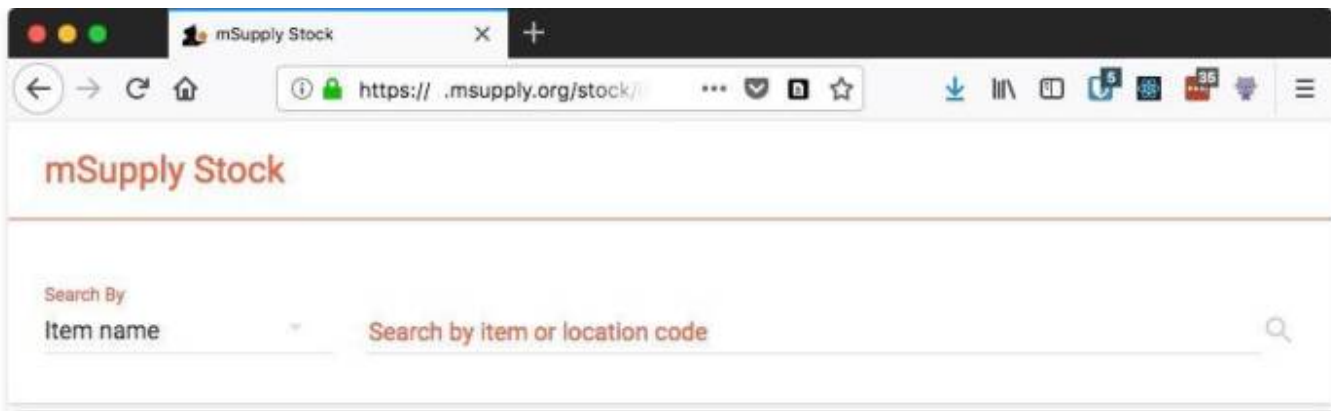 mSupply Stock
https:// .msupply.org/stock/
5
35
mSupply Stock
Search By
Item name
Search by item or location code